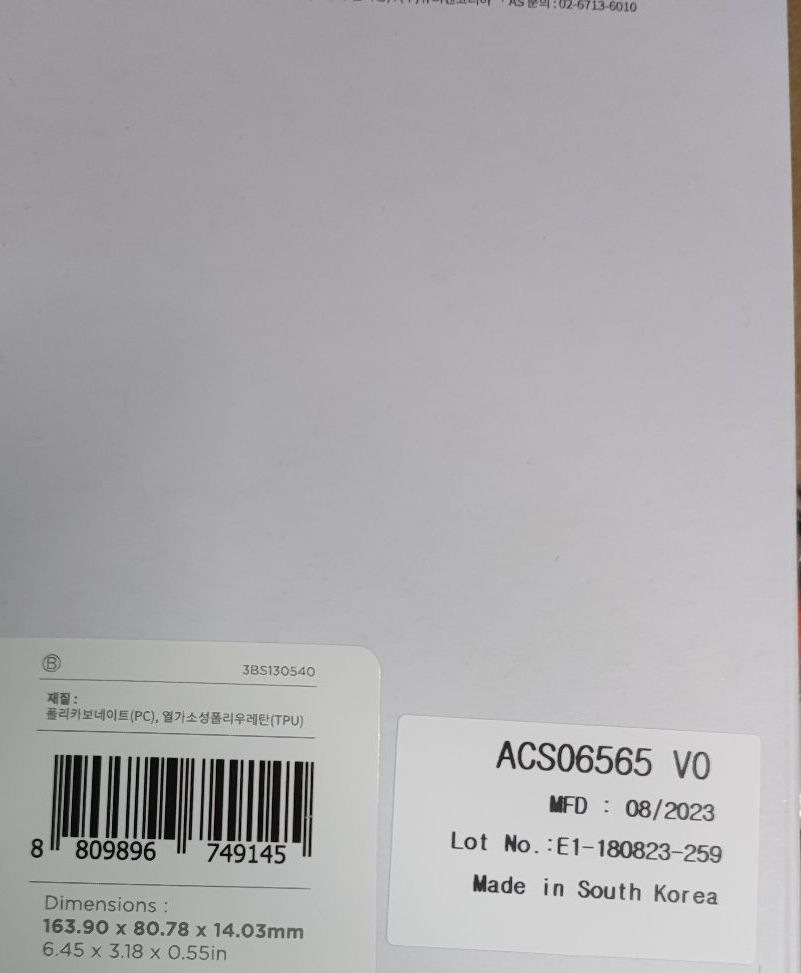 AS 문의 : 02-6713-6010
Ⓑ 3BS130540
재질 :
폴리카보네이트(PC), 열가소성폴리우레탄(TPU)
8 809896 749145
Dimensions :
163.90 x 80.78 x 14.03mm
6.45 x 3.18 x 0.55in
ACS06565 V0
MFD : 08/2023
Lot No.:E1-180823-259
Made in South Korea